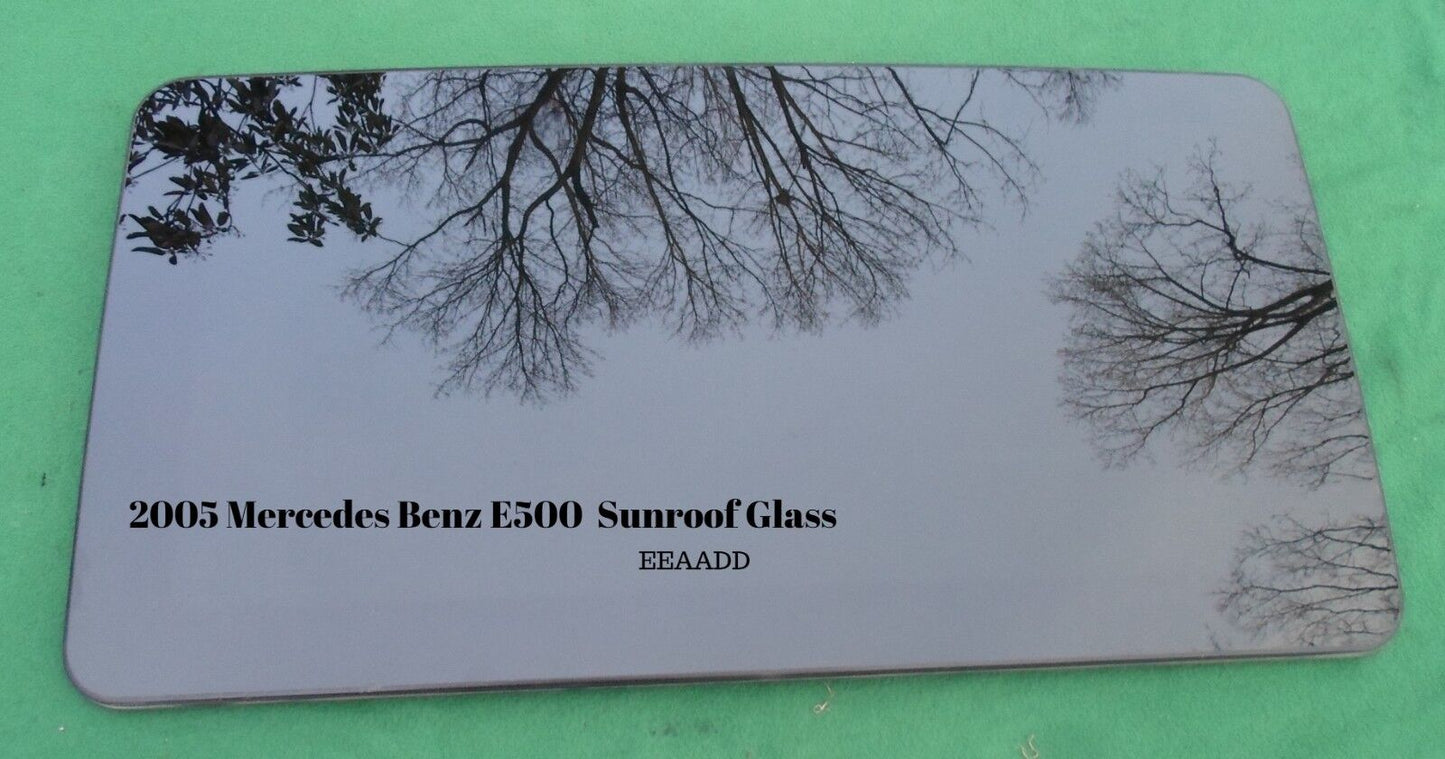 2005 Mercedes Benz E500 Sunroof Glass
EEAADD